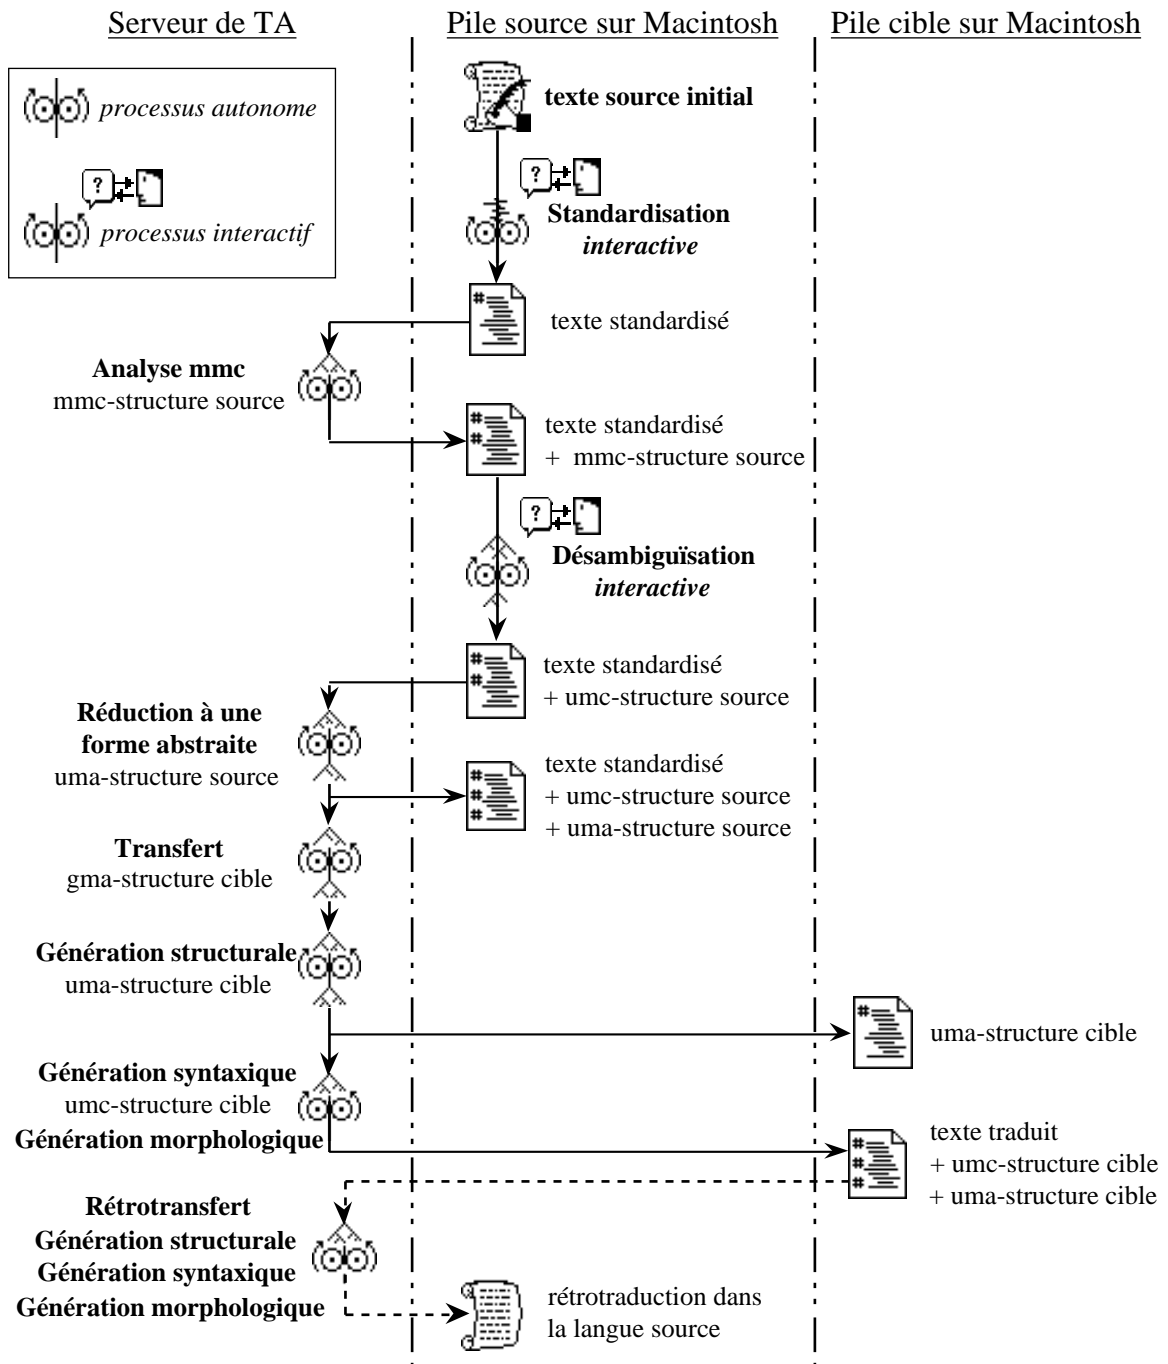 Serveur de TA
Pile source sur Macintosh
Pile cible sur Macintosh
processus autonome
?
processus interactif
texte source initial
?
Standardisation
interactive
texte standardisé
Analyse mmc
mmc-structure source
texte standardisé
+ mmc-structure source
?
Désambiguïsation
interactive
texte standardisé
+ umc-structure source
Réduction à une
forme abstraite
uma-structure source
texte standardisé
+ umc-structure source
+ uma-structure source
Transfert
gma-structure cible
Génération structurale
uma-structure cible
uma-structure cible
Génération syntaxique
umc-structure cible
Génération morphologique
texte traduit
+ umc-structure cible
+ uma-structure cible
Rétrotransfert
Génération structurale
Génération syntaxique
Génération morphologique
rétrotraduction dans
la langue source